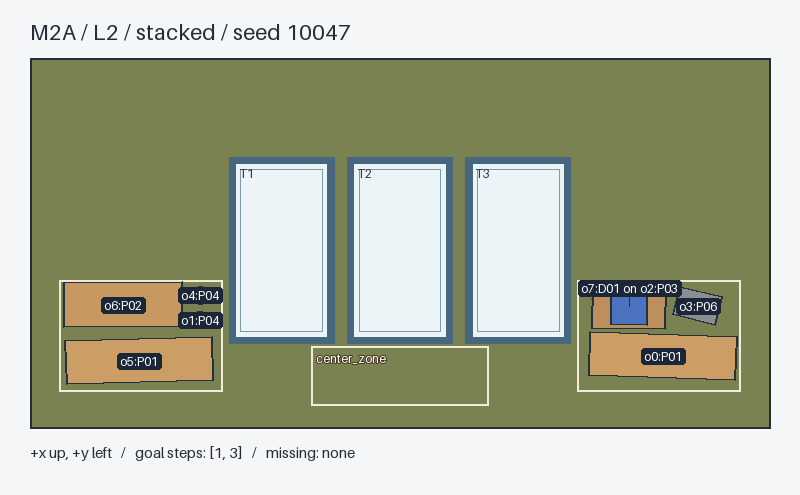 M2A / L2 / stacked / seed 10047
T1
T2
T3
o7:D01 on o2:P03
o4:P04
o6:P02
o3:P06
o1:P04
center_zone
o5:P01
o0:P01
+x up, +y left / goal steps: [1, 3] / missing: none